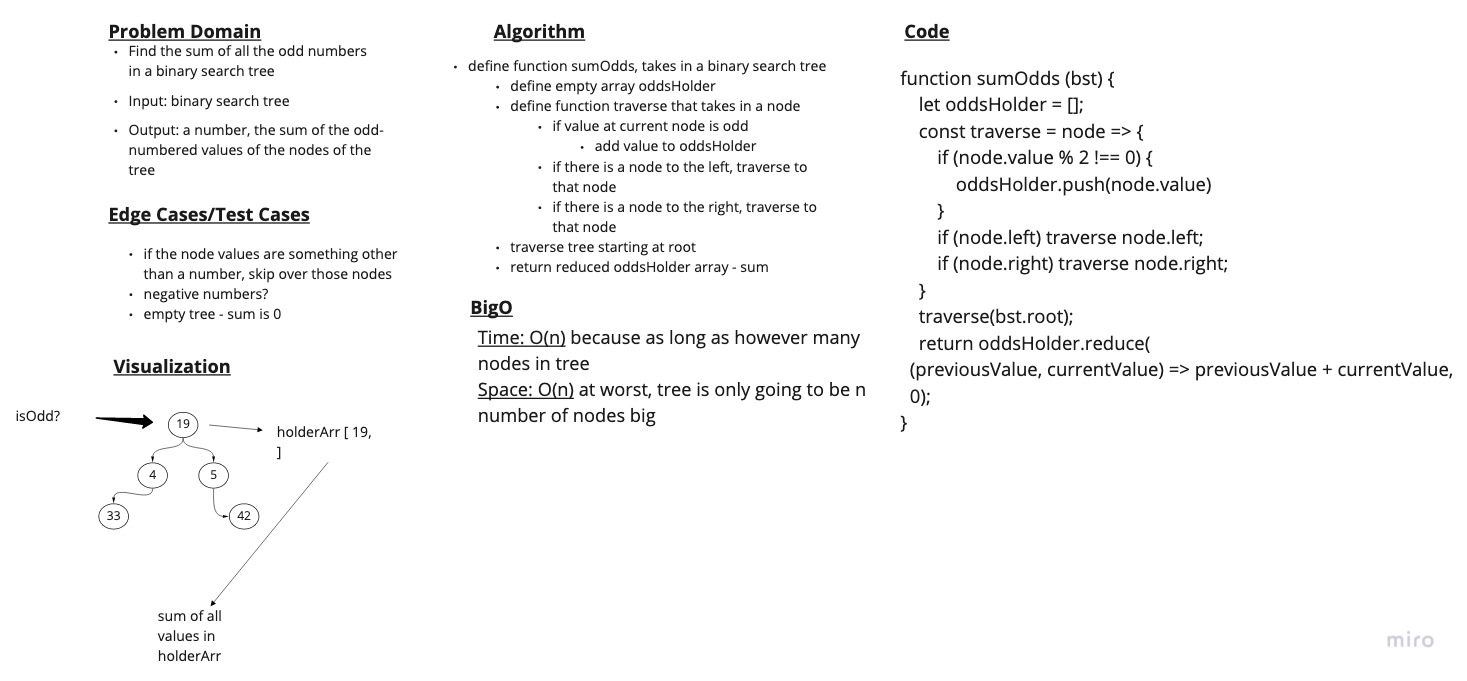 Problem Domain
• Find the sum of all the odd numbers
in a binary search tree
• Input: binary search tree
• Output: a number, the sum of the odd-
numbered values of the nodes of the
tree
Edge Cases/Test Cases
• if the node values are something other
than a number, skip over those nodes
• negative numbers?
• empty tree - sum is 0
Visualization
isOdd?
19
holderArr [ 19,
]
4
5
33
42
sum of all
values in
holderArr
Algorithm
• define function sumOdds, takes in a binary search tree
• define empty array oddsHolder
• define function traverse that takes in a node
• if value at current node is odd
• add value to oddsHolder
• if there is a node to the left, traverse to
that node
• if there is a node to the right, traverse to
that node
• traverse tree starting at root
• return reduced oddsHolder array - sum
BigO
Time: O(n) because as long as however many
nodes in tree
Space: O(n) at worst, tree is only going to be n
number of nodes big
Code
function sumOdds (bst) {
let oddsHolder = [];
const traverse = node => {
if (node.value % 2 !== 0) {
oddsHolder.push(node.value)
}
if (node.left) traverse node.left;
if (node.right) traverse node.right;
}
traverse(bst.root);
return oddsHolder.reduce(
(previousValue, currentValue) => previousValue + currentValue,
0);
}
miro